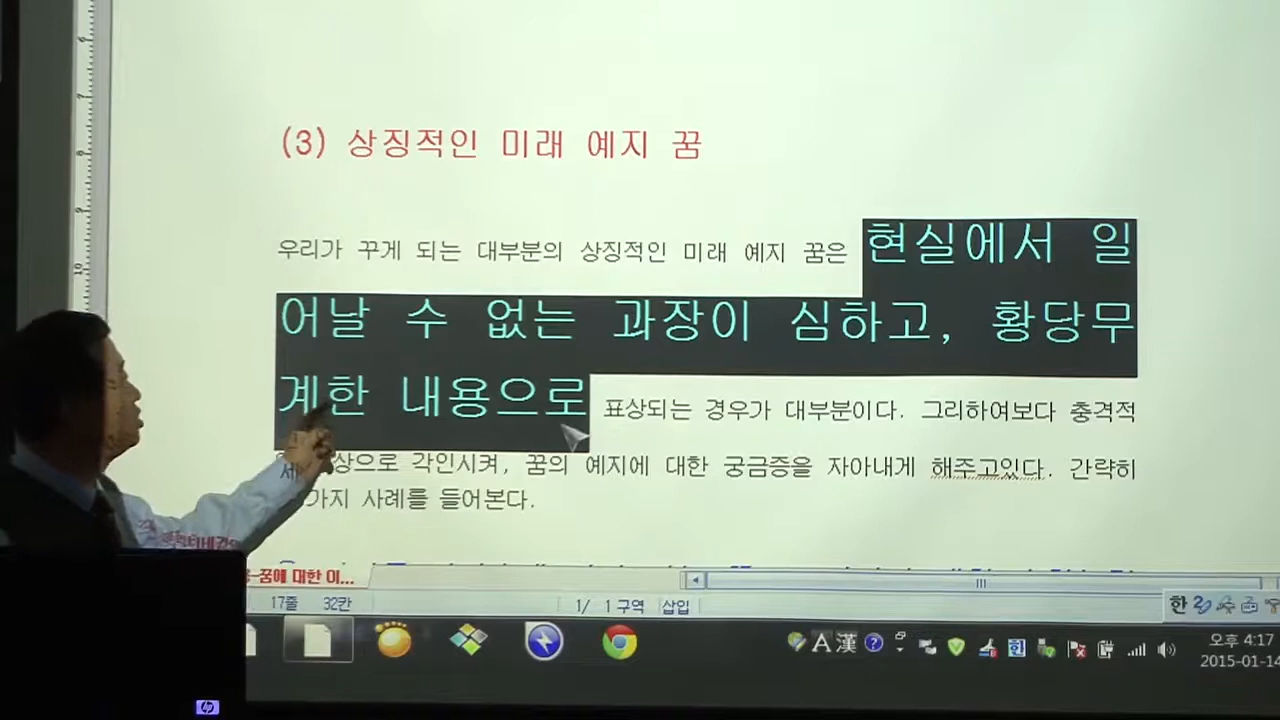 (3) 상징적인 미래 예지 꿈
우리가 꾸게 되는 대부분의 상징적인 미래 예지 꿈은 현실에서 일
어날 수 없는 과장이 심하고, 황당무
계한 내용으로 표상되는 경우가 대부분이다. 그리하여보다 충격적
세상으로 각인시켜, 꿈의 예지에 대한 궁금증을 자아내게 해주고있다. 간략히
가지 사례를 들어본다.
꿈에 대한 이...
17줄 32칸 1/ 1 구역 삽입
한
A 漢 ? 한
오후 4:17
2015-01-14
hp